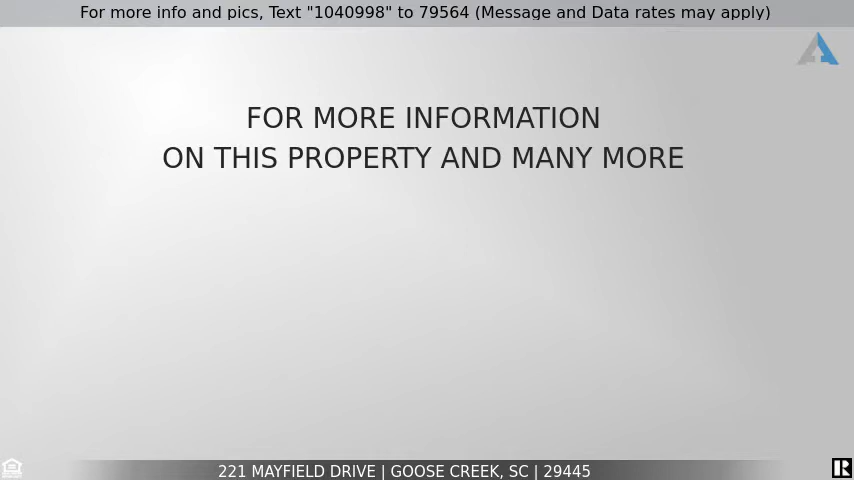 For more info and pics, Text "1040998" to 79564 (Message and Data rates may apply)
FOR MORE INFORMATION
ON THIS PROPERTY AND MANY MORE
221 MAYFIELD DRIVE | GOOSE CREEK, SC | 29445